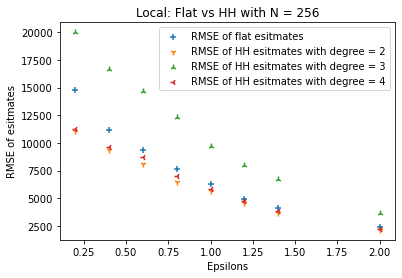 Local: Flat vs HH with N = 256
RMSE of flat esitmates
RMSE of HH esitmates with degree = 2
RMSE of HH esitmates with degree = 3
RMSE of HH esitmates with degree = 4
RMSE of esitmates
20000
17500
15000
12500
10000
7500
5000
2500
0.25 0.50 0.75 1.00 1.25 1.50 1.75 2.00
Epsilons